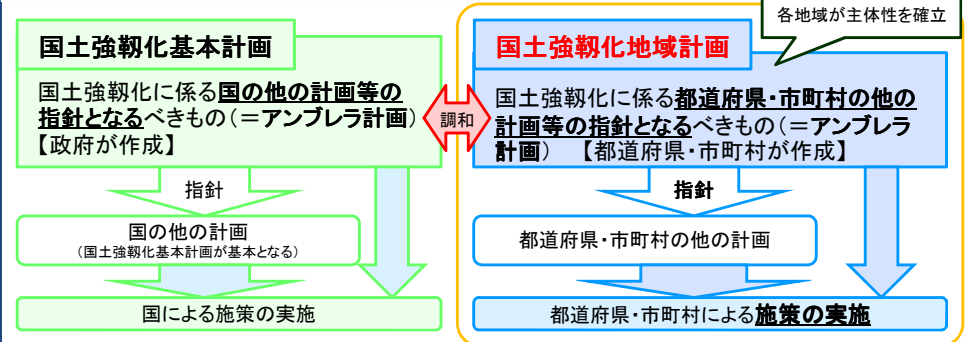 各地域が主体性を確立
国土強靱化基本計画
国土強靱化に係る国の他の計画等の
指針となるべきもの(=アンブレラ計画)
【政府が作成】
調和
国土強靱化地域計画
国土強靱化に係る都道府県・市町村の他の
計画等の指針となるべきもの(=アンブレラ
計画) 【都道府県・市町村が作成】
指針
国の他の計画
(国土強靱化基本計画が基本となる)
国による施策の実施
指針
都道府県・市町村の他の計画
都道府県・市町村による施策の実施